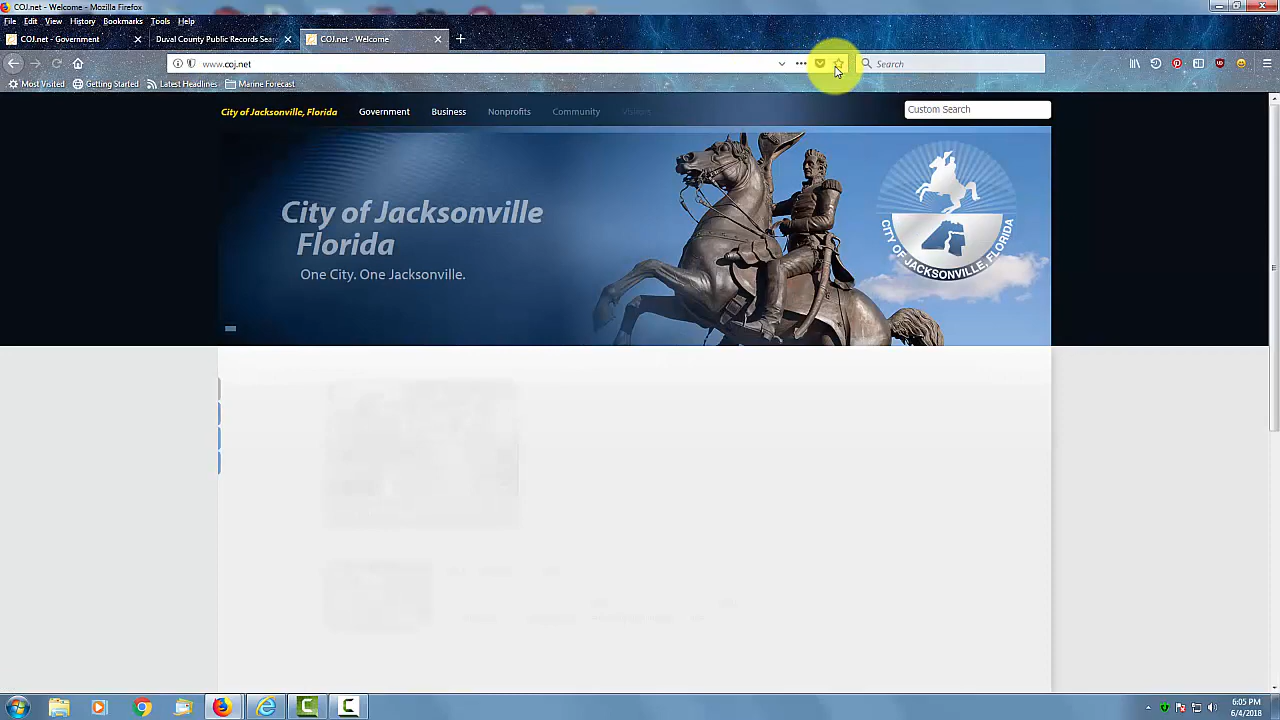 COJ.net - Welcome - Mozilla Firefox
File Edit View History Bookmarks Tools Help
COJ.net - Government
Duval County Public Records Sea
COJ.net - Welcome
www.coj.net
Search
Most Visited
Getting Started
Latest Headlines
Marine Forecast
City of Jacksonville, Florida
Government
Business
Nonprofits
Community
Visiting
Custom Search
City of Jacksonville
Florida
One City. One Jacksonville.
CITY OF JACKSONVILLE, FLORIDA
6:05 PM
6/4/2018